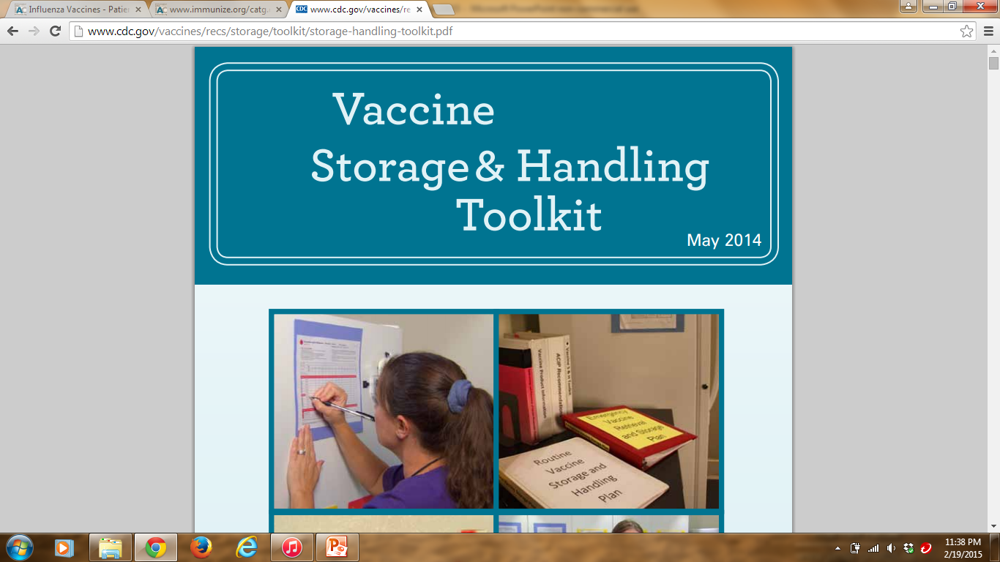 Influenza Vaccines - Patie
www.immunize.org/catg.
CDC
www.cdc.gov/vaccines/re
www.cdc.gov/vaccines/recs/storage/toolkit/storage-handling-toolkit.pdf
Vaccine
Storage & Handling
Toolkit
May 2014
Vaccine Product Information
ACIP Recommendations
Emergency
Vaccine
Retrieval
and Storage
Plan
Routine
Vaccine
Storage and
Handling
Plan
11:38 PM
2/19/2015